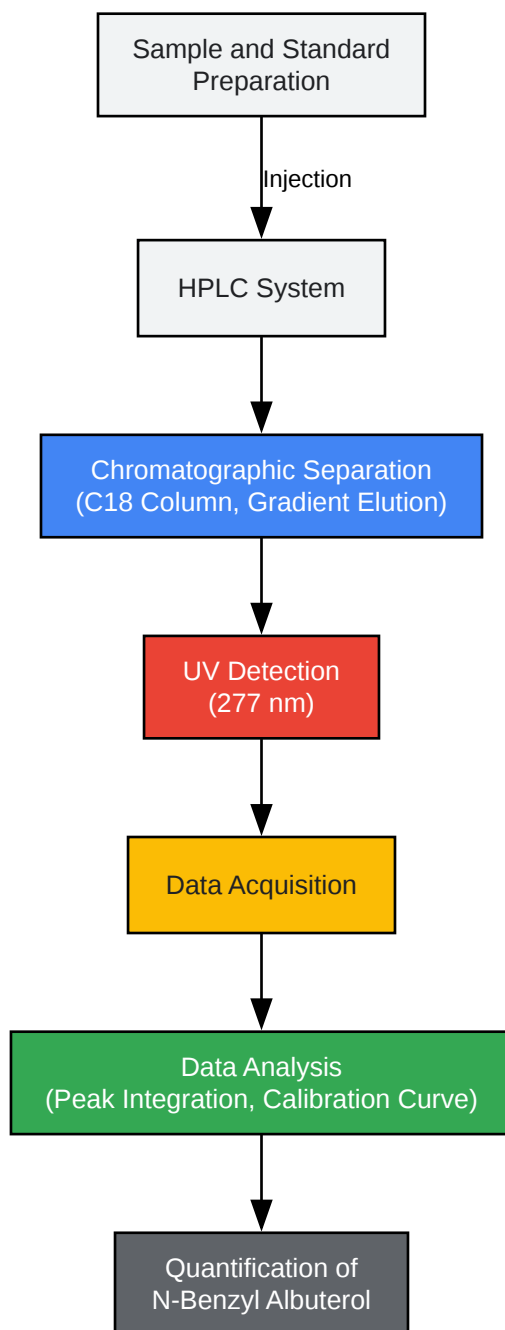 Sample and Standard
Preparation
Injection
HPLC System
Chromatographic Separation
(C18 Column, Gradient Elution)
UV Detection
(277 nm)
Data Acquisition
Data Analysis
(Peak Integration, Calibration Curve)
Quantification of
N-Benzyl Albuterol